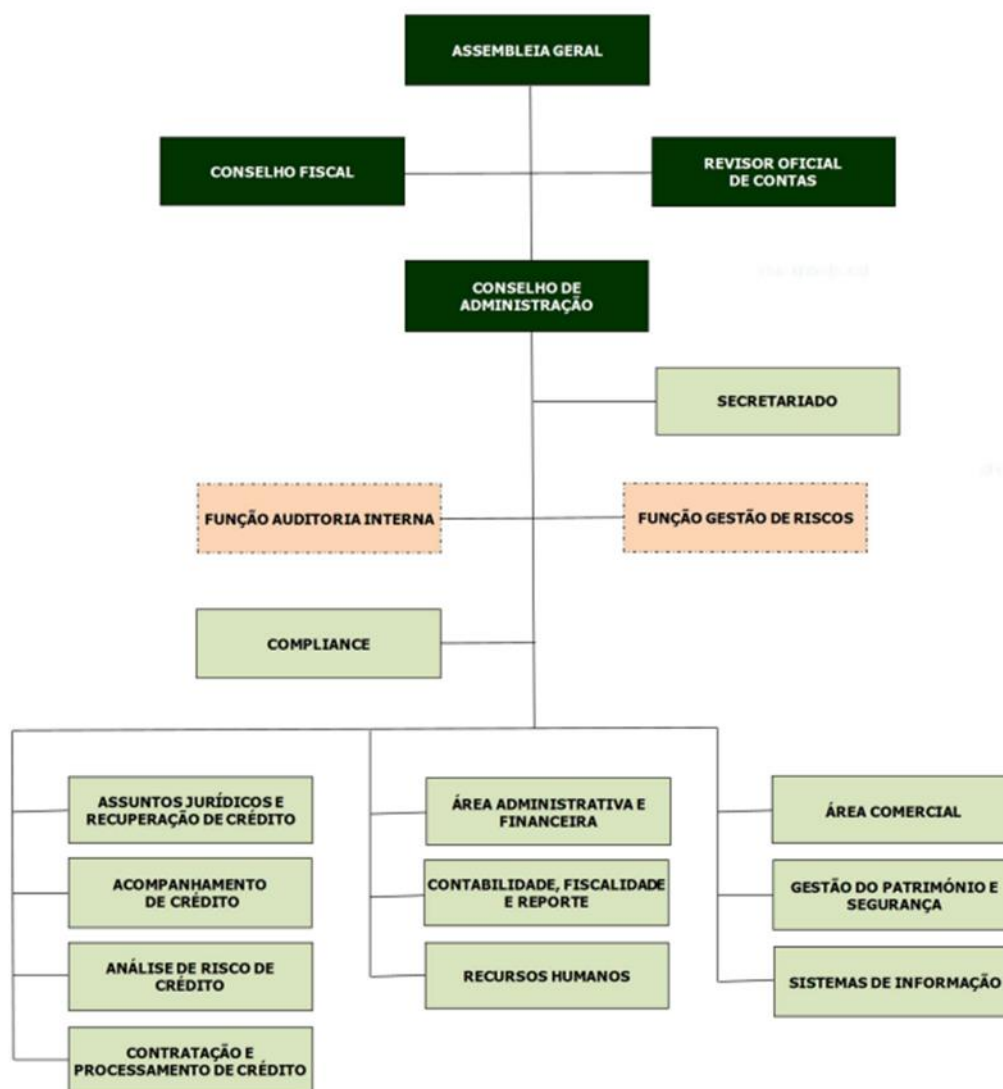 ASSEMBLEIA GERAL
CONSELHO FISCAL
REVISOR OFICIAL
DE CONTAS
CONSELHO DE
ADMINISTRAÇÃO
SECRETARIADO
FUNÇÃO AUDITORIA INTERNA
FUNÇÃO GESTÃO DE RISCOS
COMPLIANCE
ASSUNTOS JURÍDICOS E
RECUPERAÇÃO DE CRÉDITO
ACOMPANHAMENTO
DE CRÉDITO
ANÁLISE DE RISCO DE
CRÉDITO
CONTRATAÇÃO E
PROCESSAMENTO DE CRÉDITO
ÁREA ADMINISTRATIVA E
FINANCEIRA
CONTABILIDADE, FISCALIDADE
E REPORTE
RECURSOS HUMANOS
ÁREA COMERCIAL
GESTÃO DO PATRIMÓNIO E
SEGURANÇA
SISTEMAS DE INFORMAÇÃO